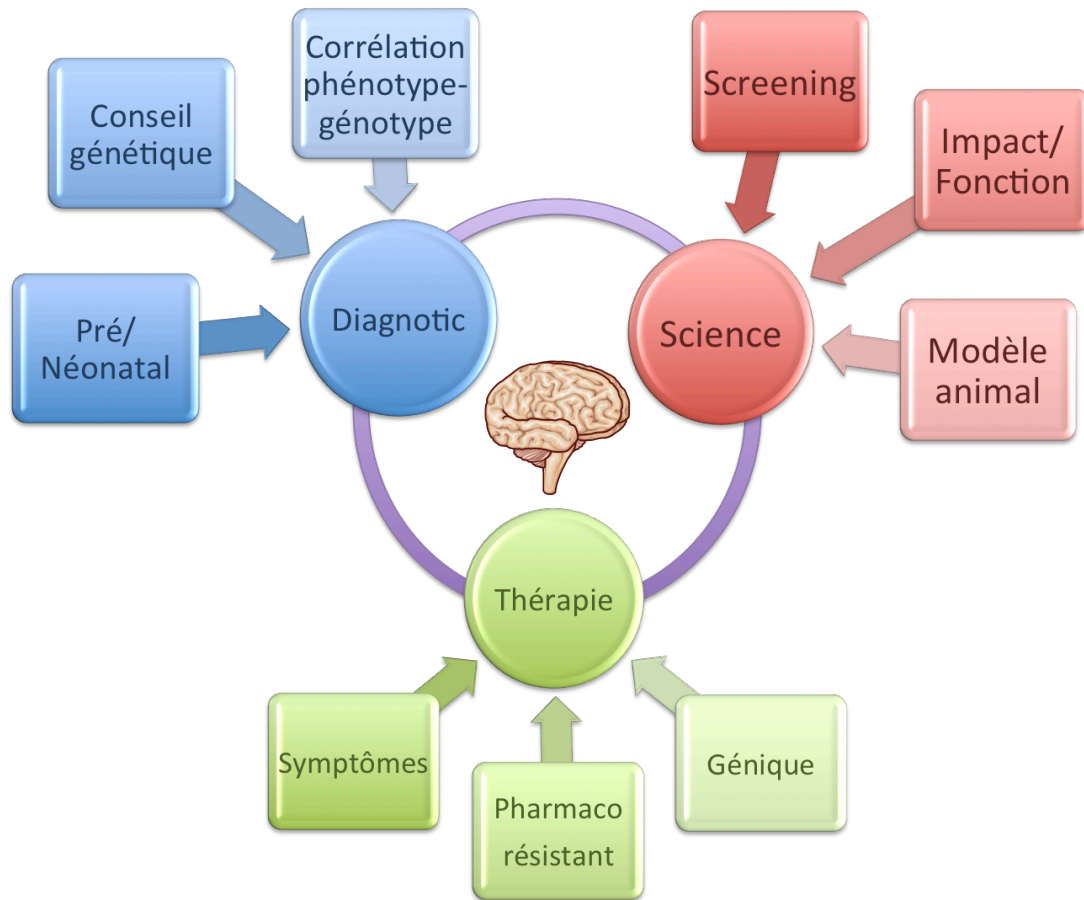 Corrélation
phénotype-
génotype
Conseil
génétique
Pré/
Néonatal
Diagnotic
Screening
Impact/
Fonction
Modèle
animal
Science
Thérapie
Symptômes
Pharmaco
résistant
Génique